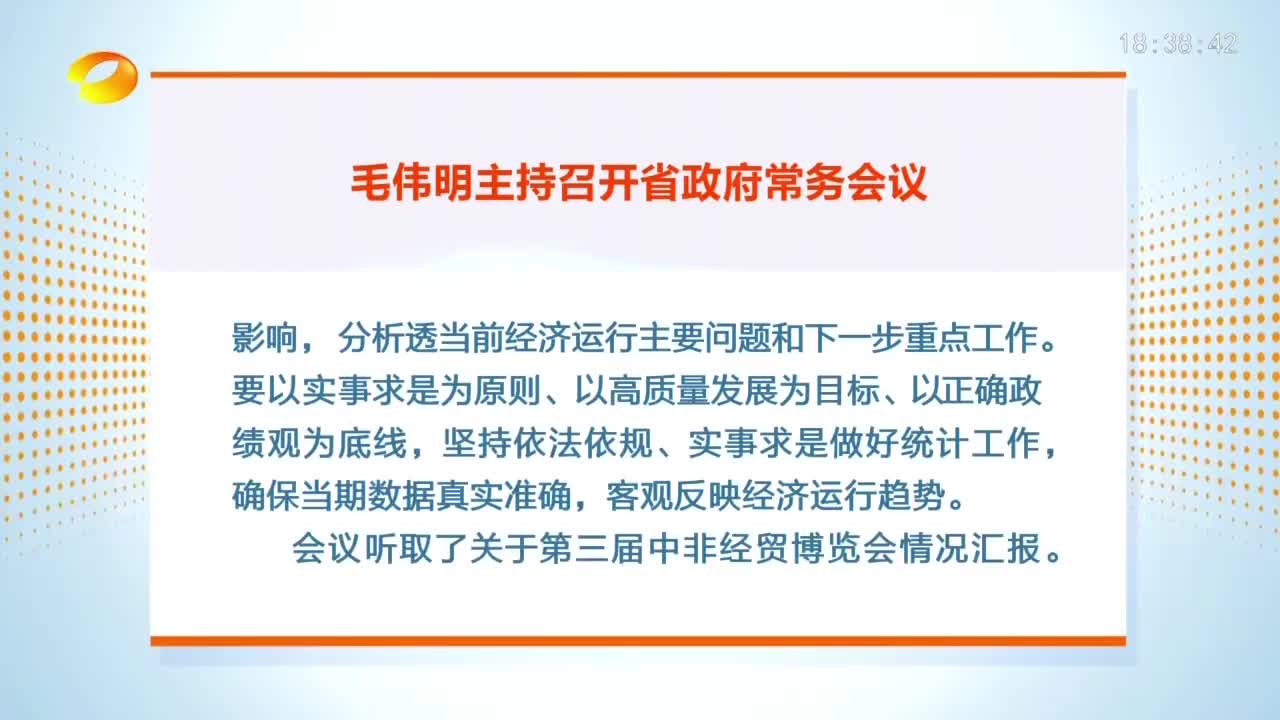 18:38:42
毛伟明主持召开省政府常务会议
影响，分析透当前经济运行主要问题和下一步重点工作。
要以实事求是为原则、以高质量发展为目标、以正确政
绩观为底线，坚持依法依规、实事求是做好统计工作，
确保当期数据真实准确，客观反映经济运行趋势。
会议听取了关于第三届中非经贸博览会情况汇报。